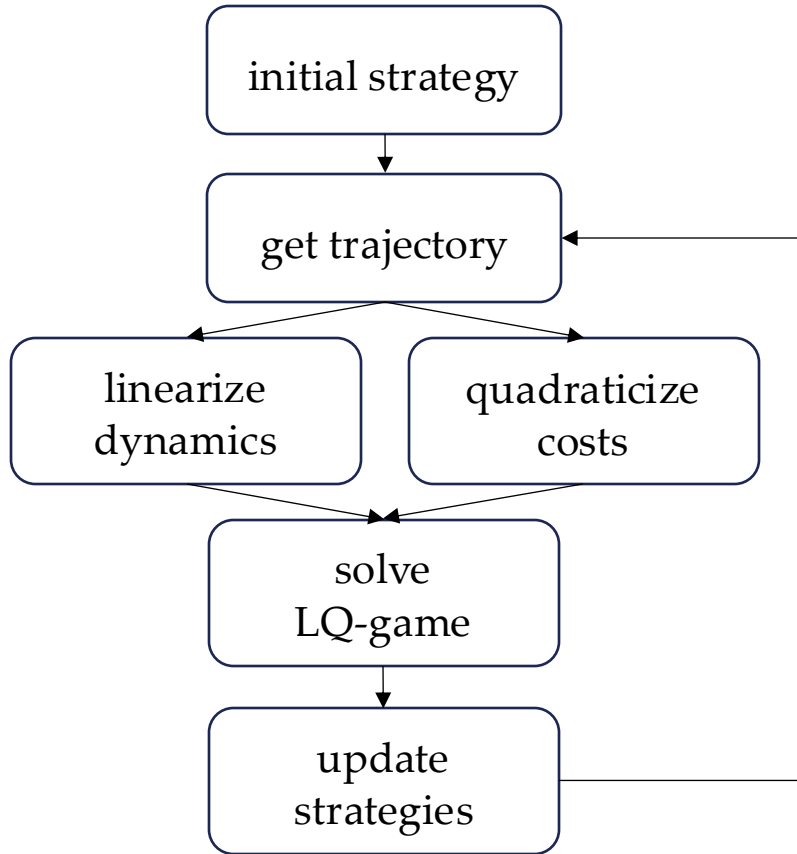 initial strategy
get trajectory
linearize
dynamics
quadraticize
costs
solve
LQ-game
update
strategies